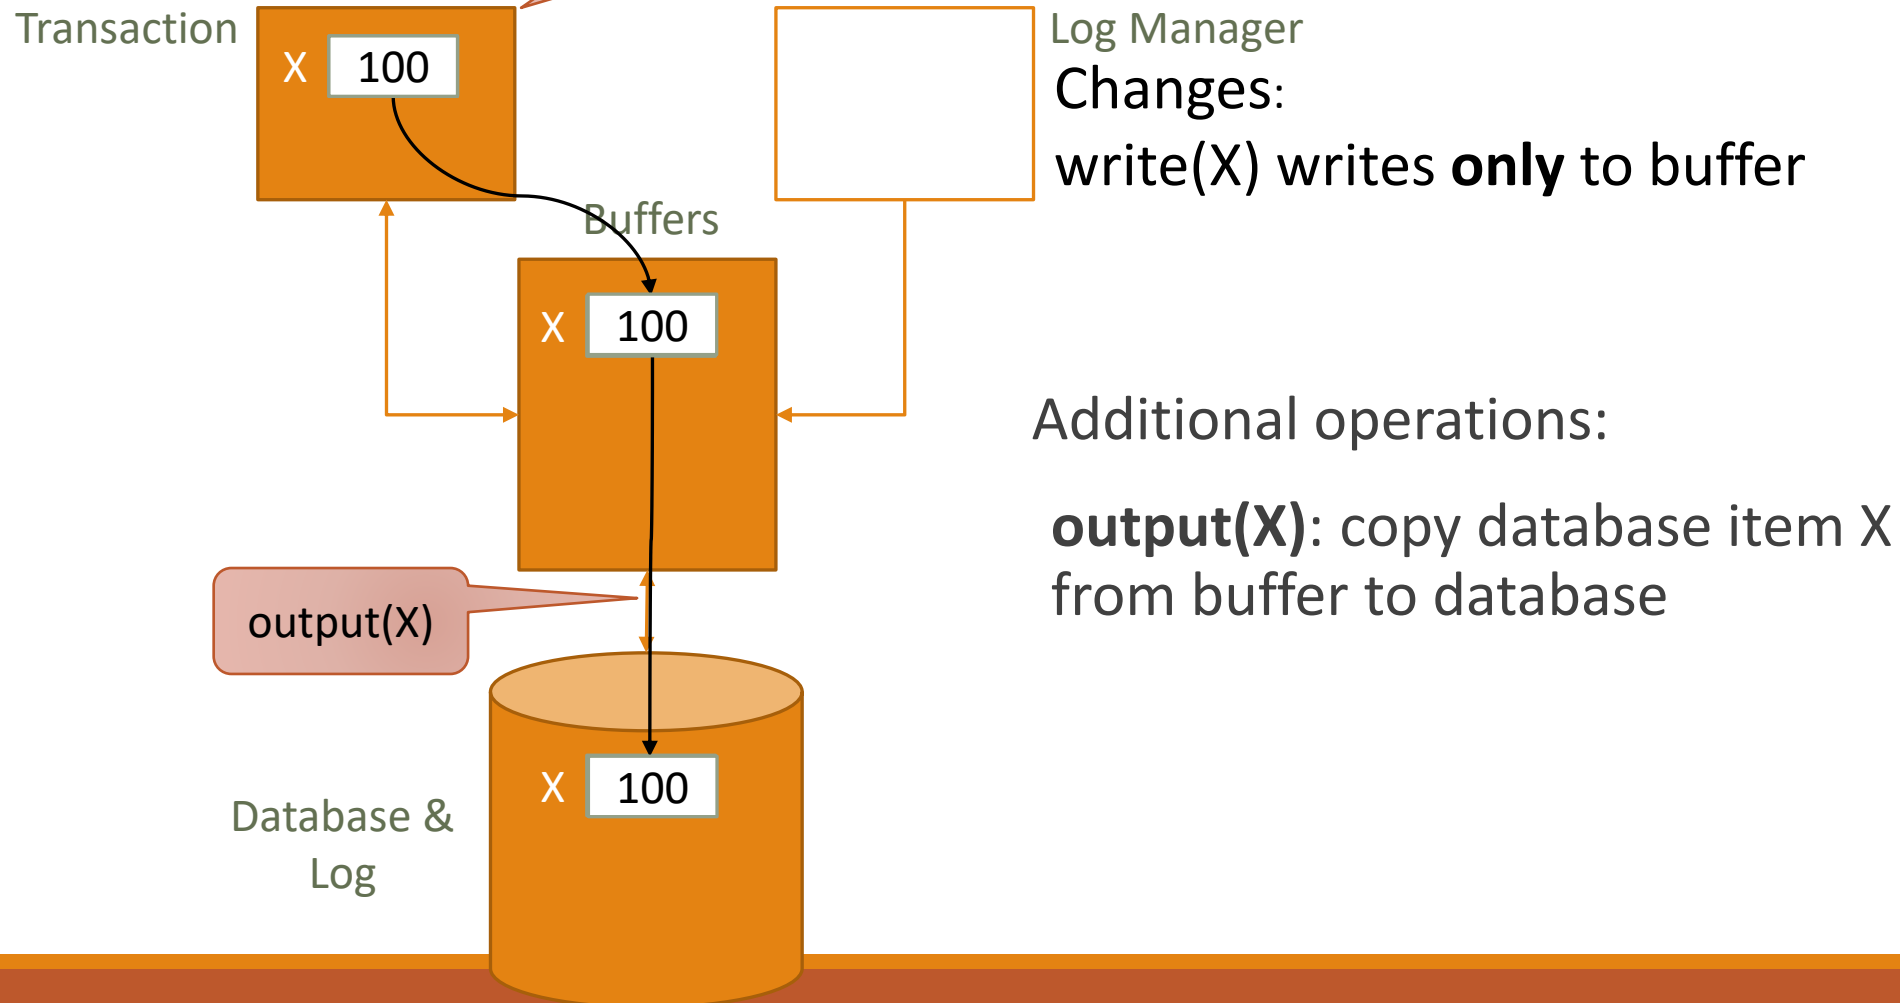 Transaction
X 100
Log Manager
Changes:
write(X) writes only to buffer
Buffers
X 100
Additional operations:
output(X): copy database item X
from buffer to database
output(X)
X 100
Database &
Log